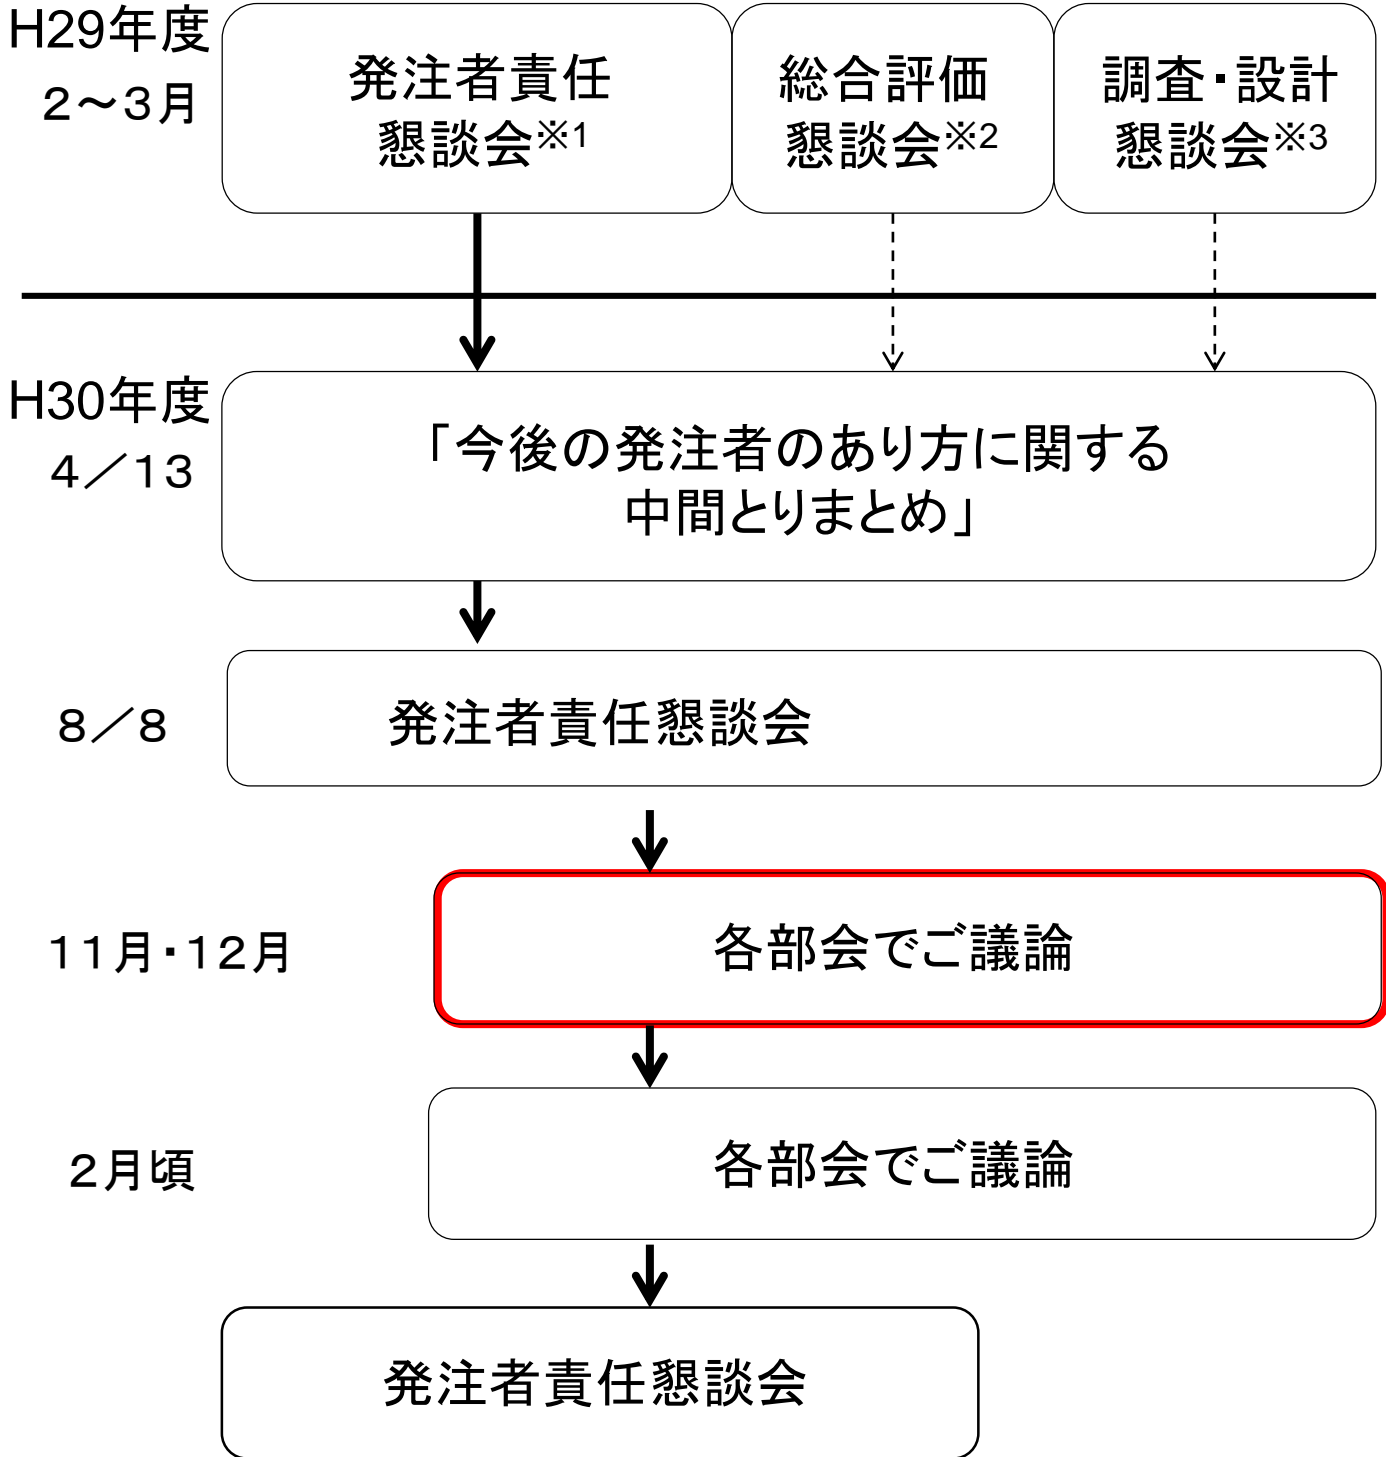 H29年度
2～3月
発注者責任
懇談会※1
総合評価
懇談会※2
調査・設計
懇談会※3
H30年度
4／13
「今後の発注者のあり方に関する
中間とりまとめ」
8／8
発注者責任懇談会
11月・12月
各部会でご議論
2月頃
各部会でご議論
発注者責任懇談会